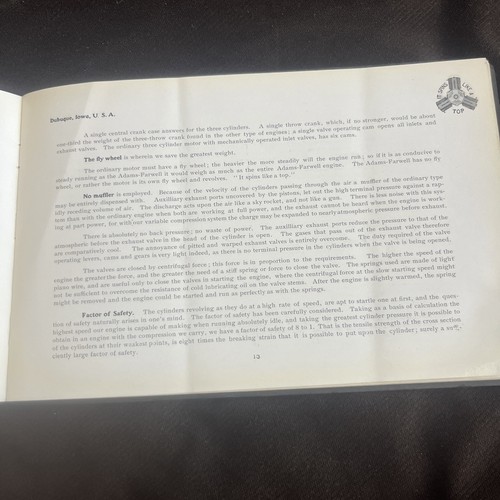 Dubuque, Iowa, U. S. A.
IT SPINS LIKE A TOP
A single central crank case answers for the three cylinders. A single throw crank, which, if no stronger, would be about
one-third the weight of the three-throw crank found in the other type of engines; a single valve operating cam opens all inlets and
exhaust valves. The ordinary three cylinder motor with mechanically operated inlet valves, has six cams.
The fly wheel is wherein we save the greatest weight.
The ordinary motor must have a fly wheel; the heavier the more steadily will the engine run; so if it is as conducive to
steady running as the Adams-Farwell it would weigh as much as the entire Adams-Farwell engine. The Adams-Farwell has no fly
wheel, or rather the motor is its own fly wheel and revolves. "It spins like a top."
No muffler is employed. Because of the velocity of the cylinders passing through the air a muffler of the ordinary type
may be entirely dispensed with. Auxiliary exhaust ports uncovered by the pistons, let out the high terminal pressure against a rap-
idly receding volume of air. The discharge acts upon the air like a sky rocket, and not like a gun. There is less noise with this sys-
tem than with the ordinary engine when both are working at full power, and the exhaust cannot be heard when the engine is work-
ing at part power, for with our variable compression system the charge may be expended to nearly atmospheric pressure before exhaust.
There is absolutely no back pressure; no waste of power. The auxilliary exhaust ports reduce the pressure to that of the
atmospheric before the exhaust valve in the head of the cylinder is open. The gases that pass out of the exhaust valve therefore
are comparatively cool. The annoyance of pitted and warped exhaust valves is entirely overcome. The duty required of the valve
operating levers, cams and gears is very light indeed, as there is no terminal pressure in the cylinders when the valve is being opened,
The valves are closed by centrifugal force; this force is in proportion to the requirements. The higher the speed of the
engine the greater the force, and the greater the need of a stiff spring or force to close the valve. The springs used are made of light
piano wire, and are useful only to close the valves in starting the engine, where the centrifugal force at the slow starting speed might
not be sufficient to overcome the resistance of cold lubricating oil on the valve stems. After the engine is slightly warmed, the spring
might be removed and the engine could be started and run as perfectly as with the springs.
Factor of Safety. The cylinders revolving as they do at a high rate of speed, are apt to startle one at first, and the ques-
tion of safety naturally arises in one's mind. The factor of safety has been carefully considered. Taking as a basis of calculation the
highest speed our engine is capable of making when running absolutely idle, and taking the greatest cylinder pressure it is possible to
obtain in an engine with the compression we carry, we have a factor of safety of 8 to 1. That is the tensile strength of the cross section
of the cylinders at their weakest points, is eight times the breaking strain that it is possible to put upon the cylinder; surely a
ciently large factor of safety.
13